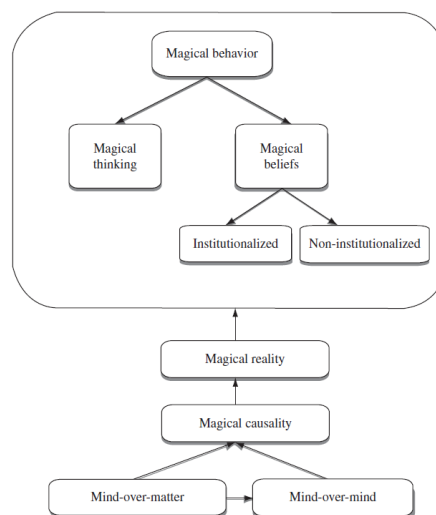 Magical behavior
Magical
thinking
Magical
beliefs
Institutionalized
Non-institutionalized
Magical reality
Magical causality
Mind-over-matter
Mind-over-mind